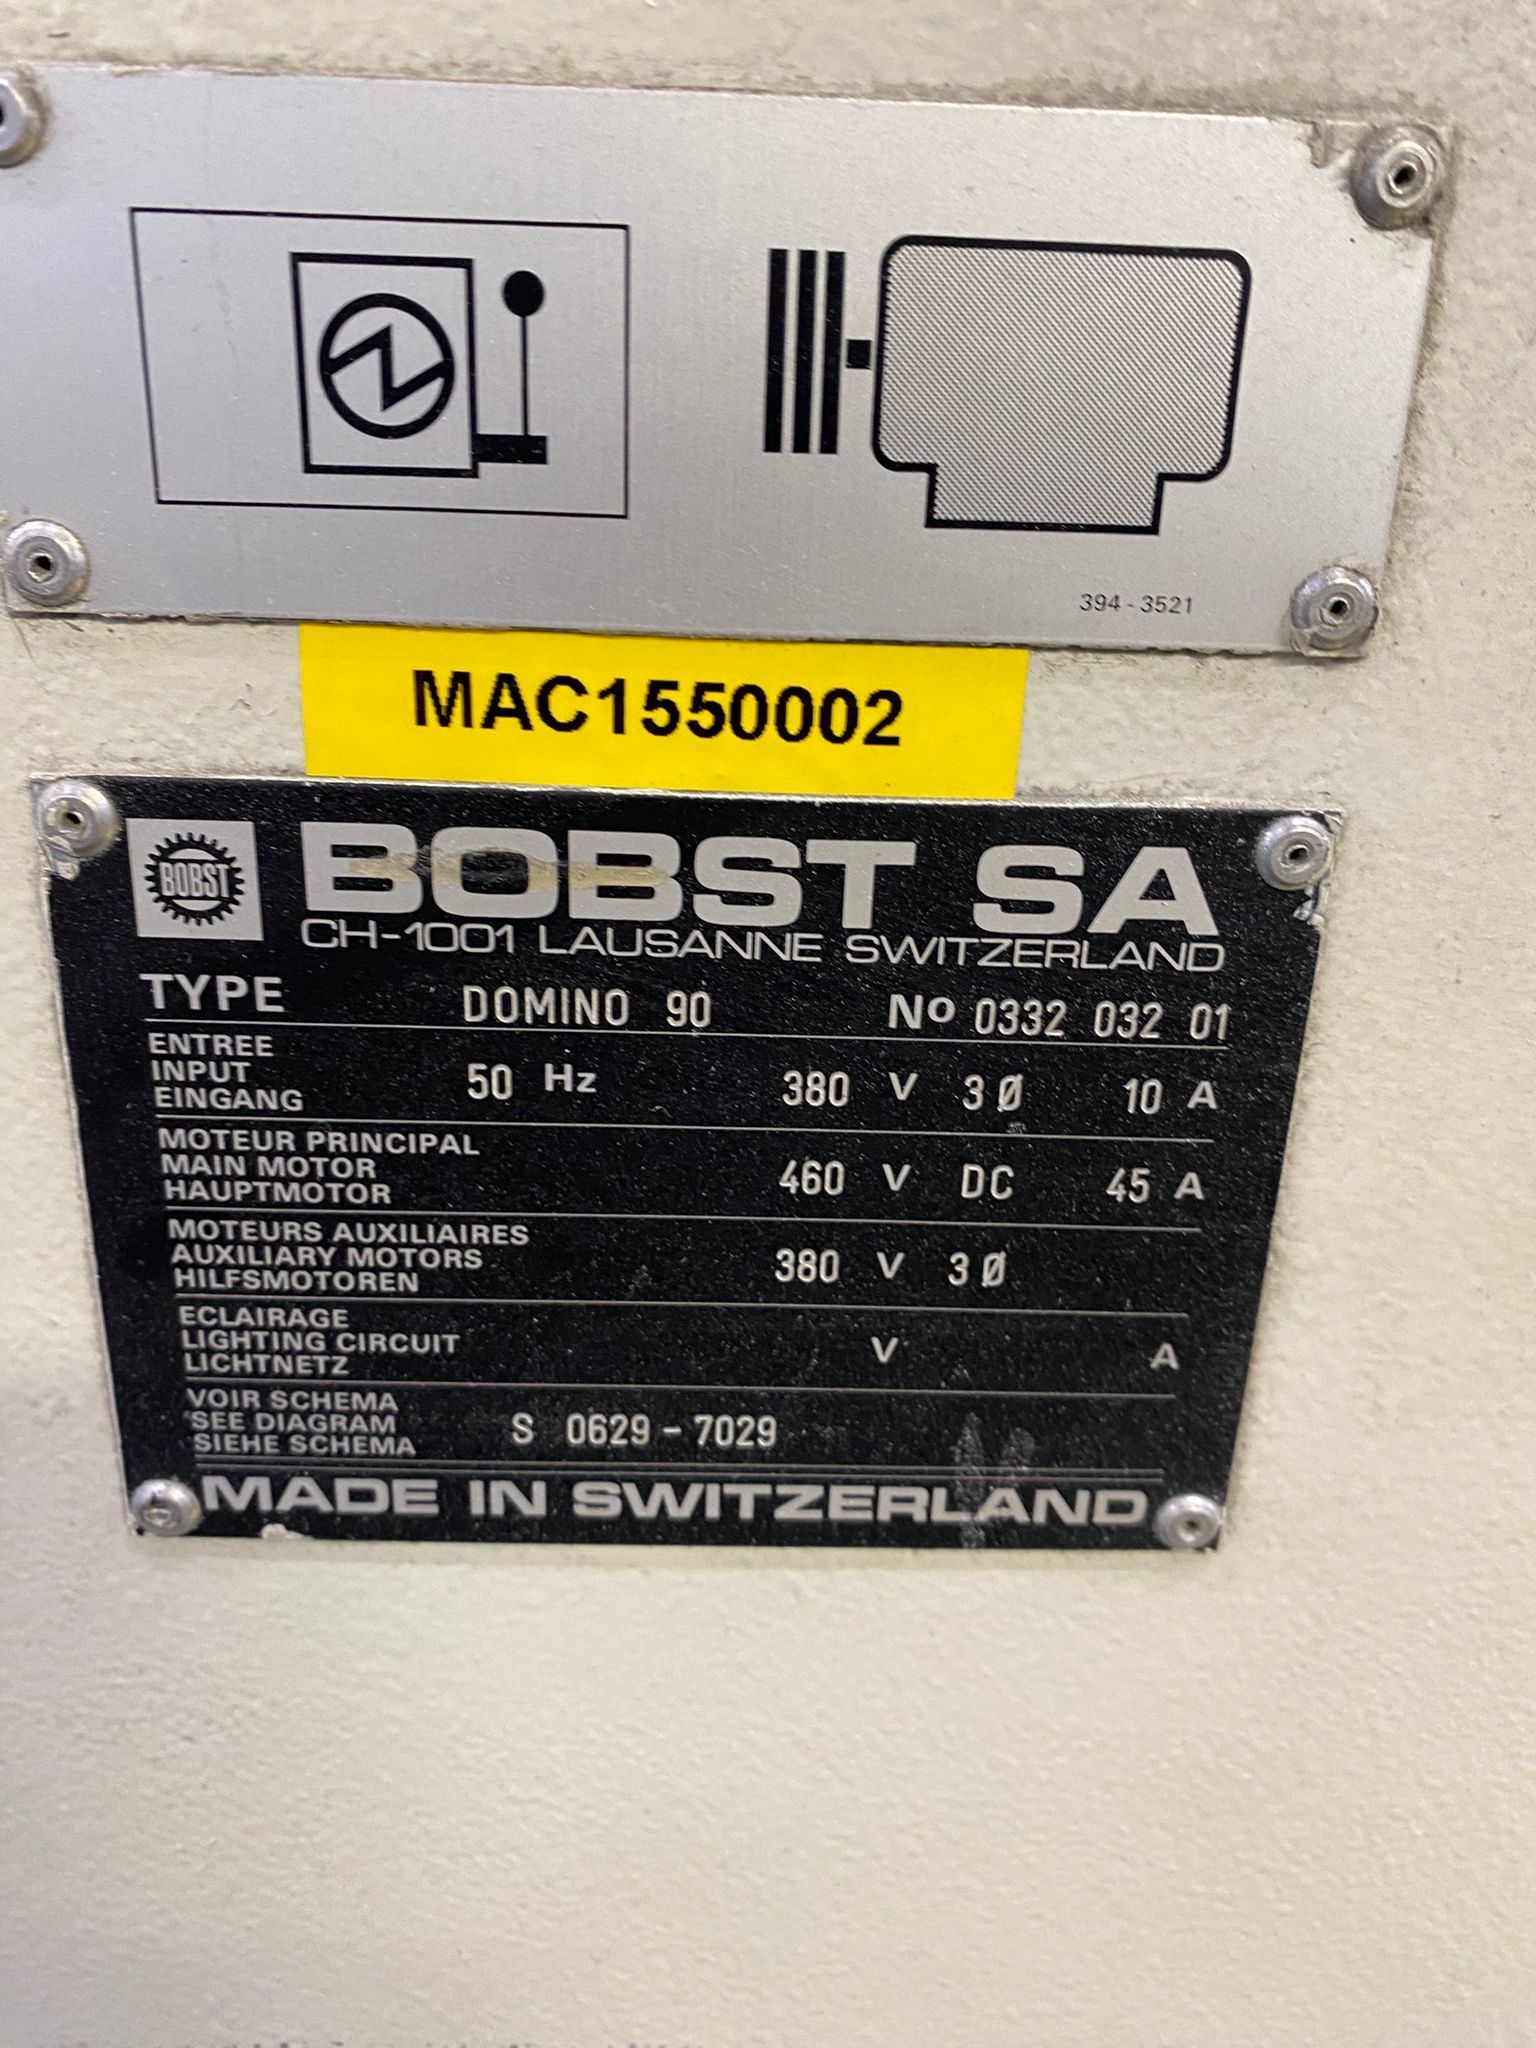 394-3521
MAC1550002
BOBST
BOBST SA
CH-1001 LAUSANNE SWITZERLAND
TYPE DOMINO 90 No 0332 032 01
ENTREE
INPUT 50 Hz 380 V 3Ø 10 A
EINGANG
MOTEUR PRINCIPAL
MAIN MOTOR 460 V DC 45 A
HAUPTMOTOR
MOTEURS AUXILIAIRES
AUXILIARY MOTORS 380 V 3Ø
HILFSMOTOREN
ECLAIRAGE
LIGHTING CIRCUIT V A
LICHTNETZ
VOIR SCHEMA
SEE DIAGRAM S 0629-7029
SIEHE SCHEMA
MADE IN SWITZERLAND